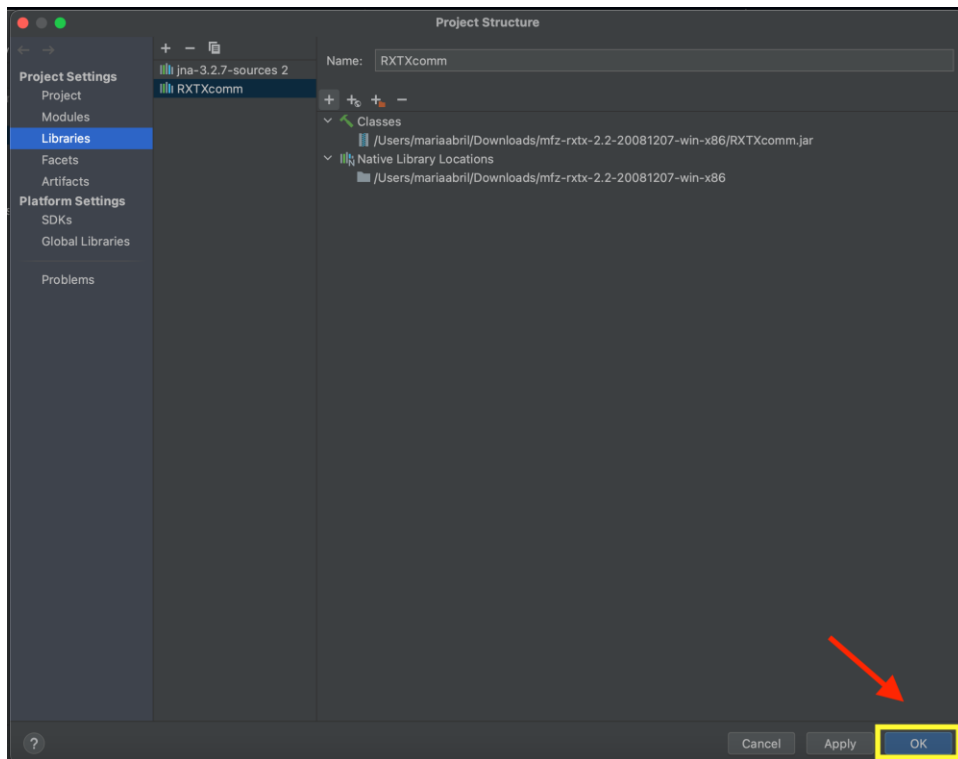 Project Structure
Project Settings
Project
Modules
Libraries
Facets
Artifacts
Platform Settings
SDKs
Global Libraries
Problems
jna-3.2.7-sources 2
RXTXcomm
Name: RXTXcomm
Classes
/Users/mariaabril/Downloads/mfz-rxtx-2.2-20081207-win-x86/RXTXcomm.jar
Native Library Locations
/Users/mariaabril/Downloads/mfz-rxtx-2.2-20081207-win-x86
?
Cancel Apply OK